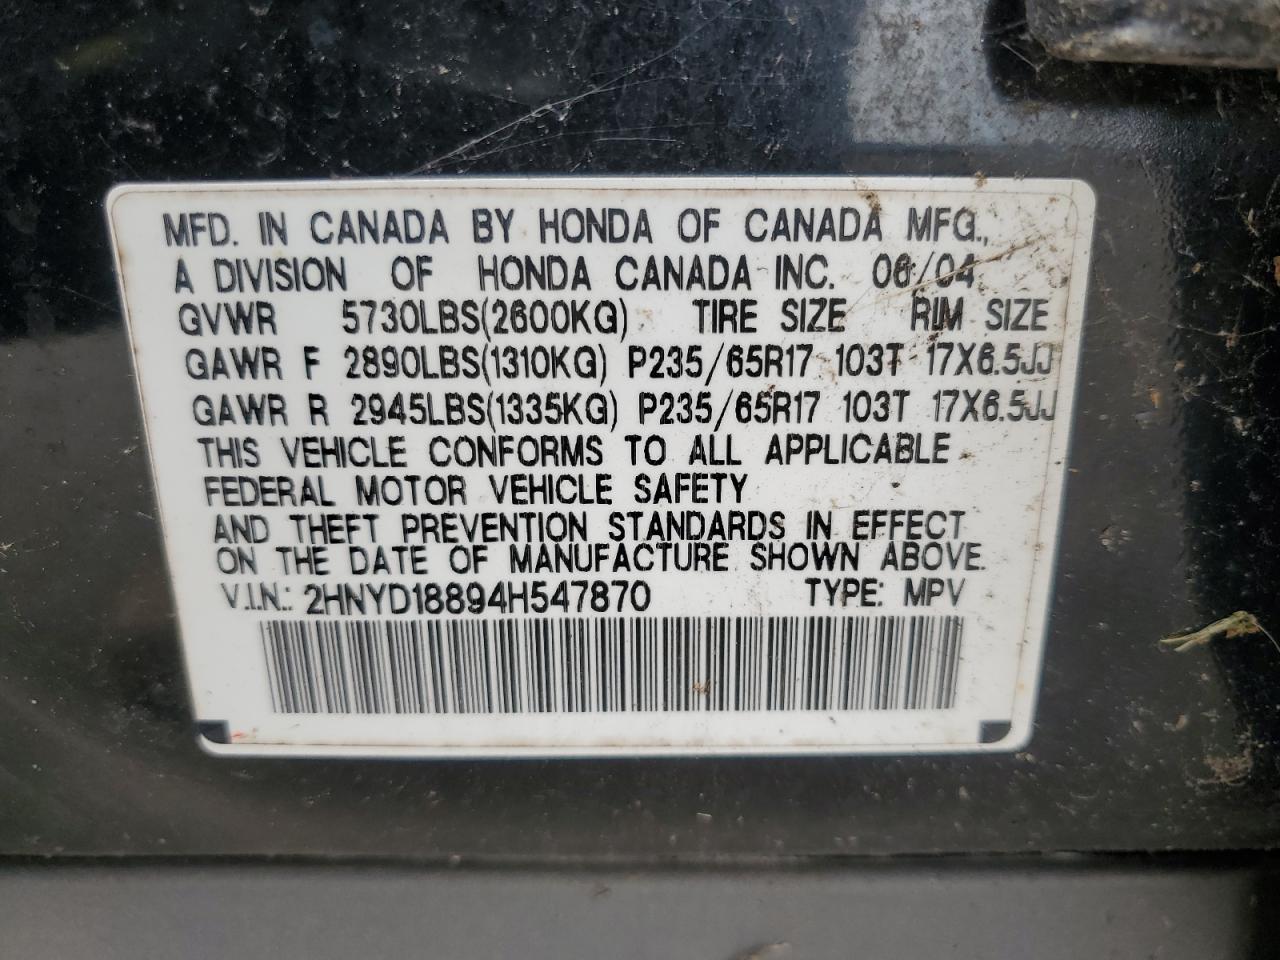 MFD. IN CANADA BY HONDA OF CANADA MFG.,
A DIVISION OF HONDA CANADA INC. 06/04
GVWR 5730LBS(2600KG) TIRE SIZE RIM SIZE
GAWR F 2890LBS(1310KG) P235/65R17 103T 17X6.5JJ
GAWR R 2945LBS(1335KG) P235/65R17 103T 17X6.5JJ
THIS VEHICLE CONFORMS TO ALL APPLICABLE
FEDERAL MOTOR VEHICLE SAFETY
AND THEFT PREVENTION STANDARDS IN EFFECT
ON THE DATE OF MANUFACTURE SHOWN ABOVE.
V.I.N.: 2HNYD18894H547870 TYPE: MPV